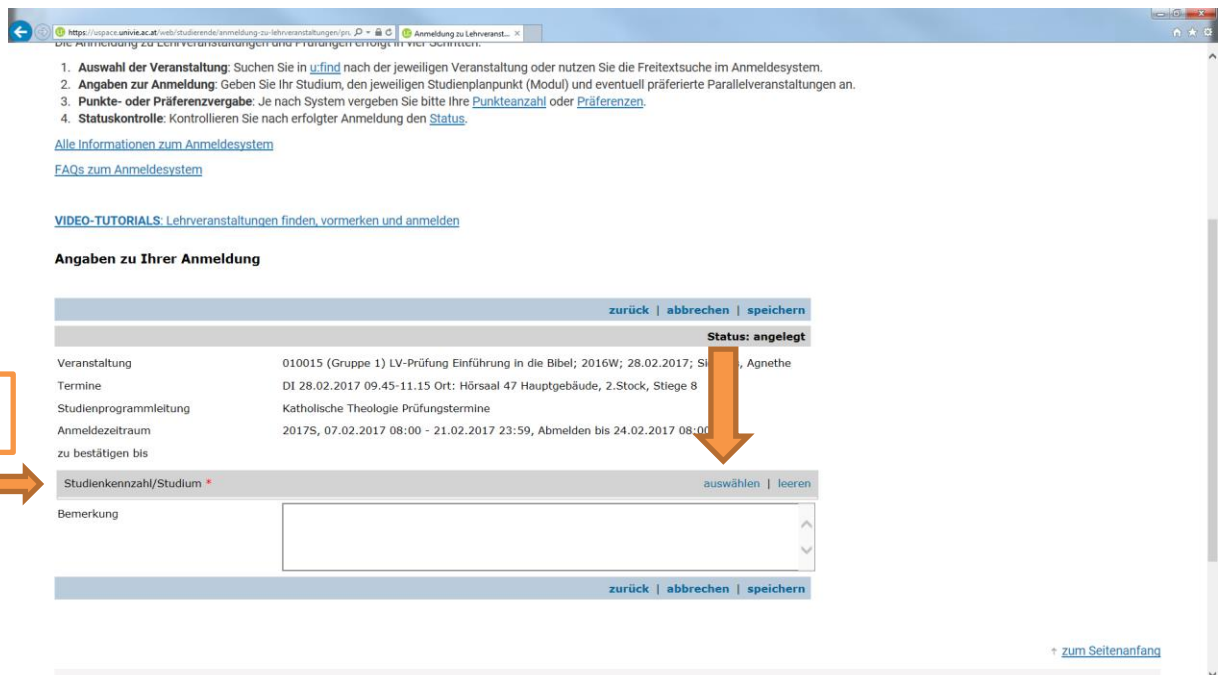 https://uspace.univie.ac.at/web/studierende/anmeldung-zu-lehrveranstaltungen/pri. Anmeldung zu Lehrveranst...
Die Anmeldung zu Lehrveranstaltungen und Prüfungen erfolgt in vier Schritten:
1. Auswahl der Veranstaltung: Suchen Sie in u:find nach der jeweiligen Veranstaltung oder nutzen Sie die Freitextsuche im Anmeldesystem.
2. Angaben zur Anmeldung: Geben Sie Ihr Studium, den jeweiligen Studienplanpunkt (Modul) und eventuell präferierte Parallelveranstaltungen an.
3. Punkte- oder Präferenzvergabe: Je nach System vergeben Sie bitte Ihre Punkteanzahl oder Präferenzen.
4. Statuskontrolle: Kontrollieren Sie nach erfolgter Anmeldung den Status.
Alle Informationen zum Anmeldesystem
FAQs zum Anmeldesystem
VIDEO-TUTORIALS: Lehrveranstaltungen finden, vormerken und anmelden
Angaben zu Ihrer Anmeldung
zurück | abbrechen | speichern
Status: angelegt
Veranstaltung 010015 (Gruppe 1) LV-Prüfung Einführung in die Bibel; 2016W; 28.02.2017; Agnethe
Termine DI 28.02.2017 09.45-11.15 Ort: Hörsaal 47 Hauptgebäude, 2.Stock, Stiege 8
Studienprogrammleitung Katholische Theologie Prüfungstermine
Anmeldezeitraum 2017S, 07.02.2017 08:00 - 21.02.2017 23:59, Abmelden bis 24.02.2017 08:00
zu bestätigen bis
Studienkennzahl/Studium * auswählen | leeren
Bemerkung
zurück | abbrechen | speichern
↑ zum Seitenanfang